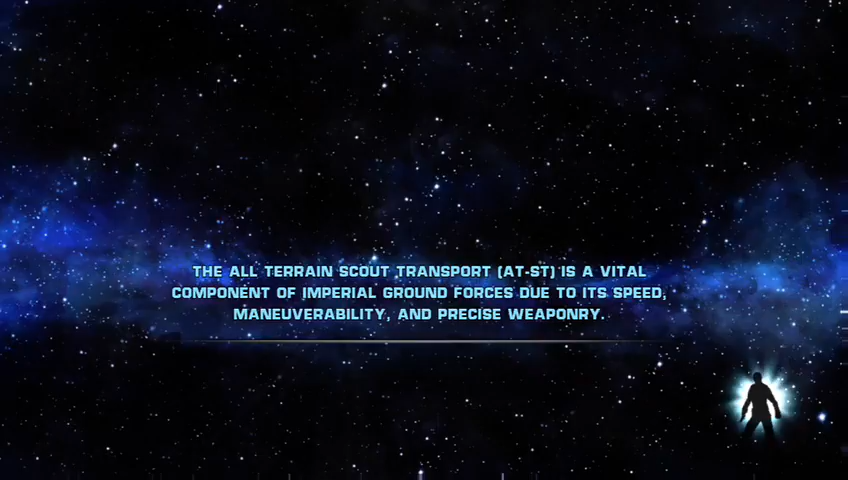 THE ALL TERRAIN SCOUT TRANSPORT (AT-ST) IS A VITAL
COMPONENT OF IMPERIAL GROUND FORCES DUE TO ITS SPEED,
MANEUVERABILITY, AND PRECISE WEAPONRY.